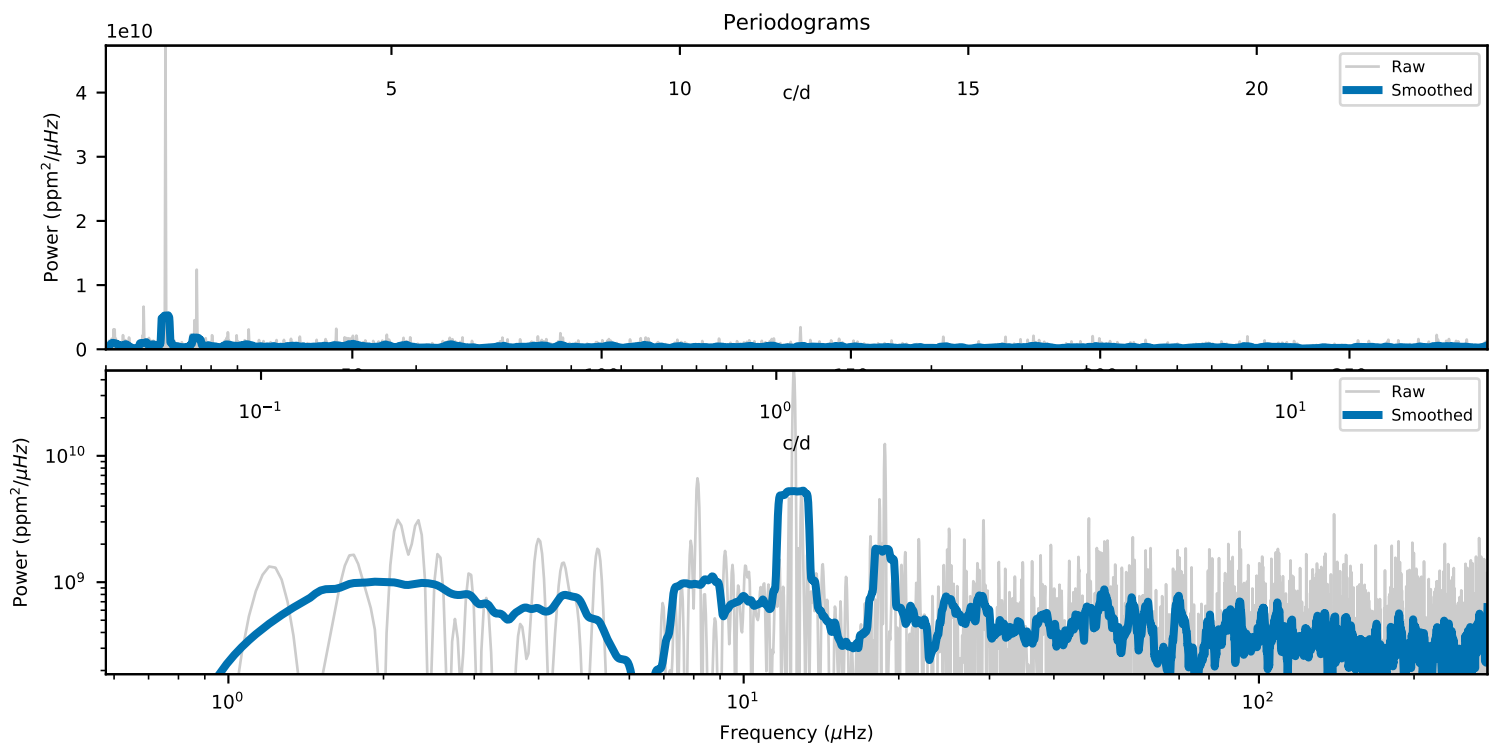 Periodograms
1e10
Raw
Smoothed
5 10 15 20
c/d
4
3
2
1
0
Power (ppm²/μHz)
10⁻¹ 10⁰ 10¹
Raw
Smoothed
c/d
10¹⁰
10⁹
Power (ppm²/μHz)
10⁰ 10¹ 10²
Frequency (μHz)